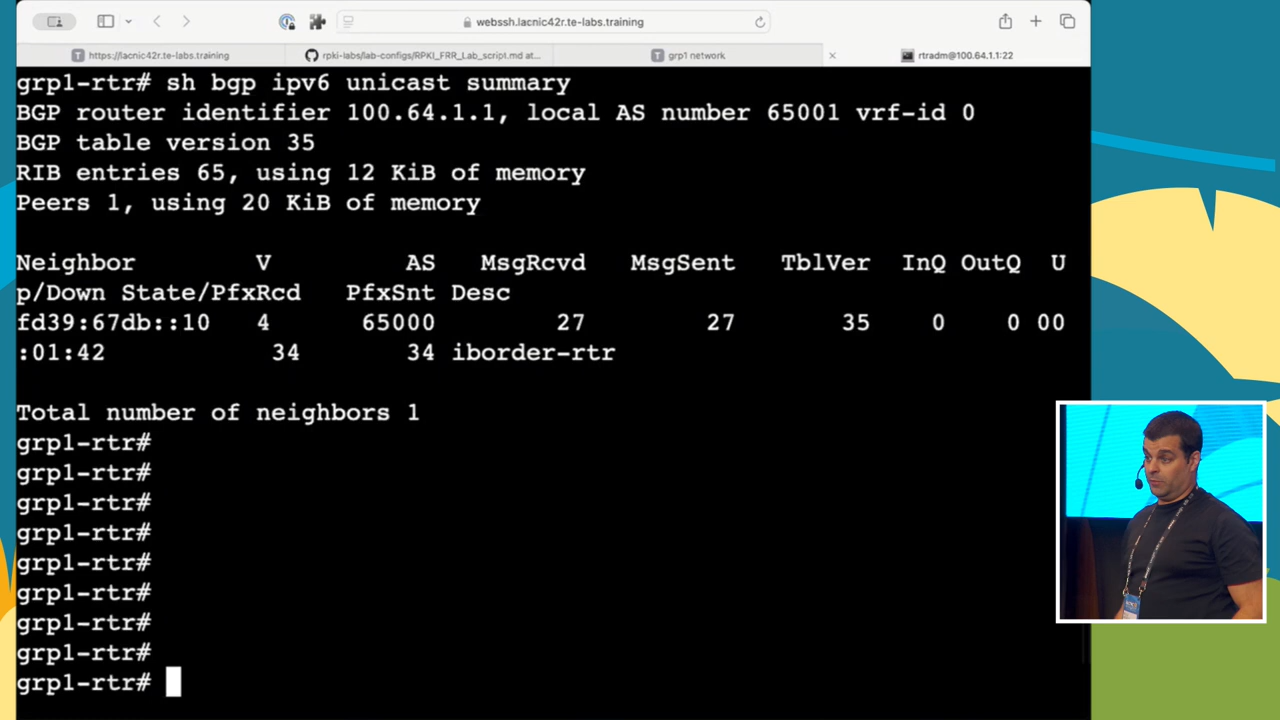 webssh.lacnic42r.te-labs.training
https://lacnic42r.te-labs.training
rpki-labs/lab-configs/RPKI_FRR_Lab_script.md at...
grp1 network
rtradm@100.64.1.1:22
grp1-rtr# sh bgp ipv6 unicast summary
BGP router identifier 100.64.1.1, local AS number 65001 vrf-id 0
BGP table version 35
RIB entries 65, using 12 KiB of memory
Peers 1, using 20 KiB of memory
Neighbor V AS MsgRcvd MsgSent TblVer InQ OutQ U
p/Down State/PfxRcd PfxSnt Desc
fd39:67db::10 4 65000 27 27 35 0 0 00
:01:42 34 34 iborder-rtr
Total number of neighbors 1
grp1-rtr#
grp1-rtr#
grp1-rtr#
grp1-rtr#
grp1-rtr#
grp1-rtr#
grp1-rtr#
grp1-rtr#
grp1-rtr#